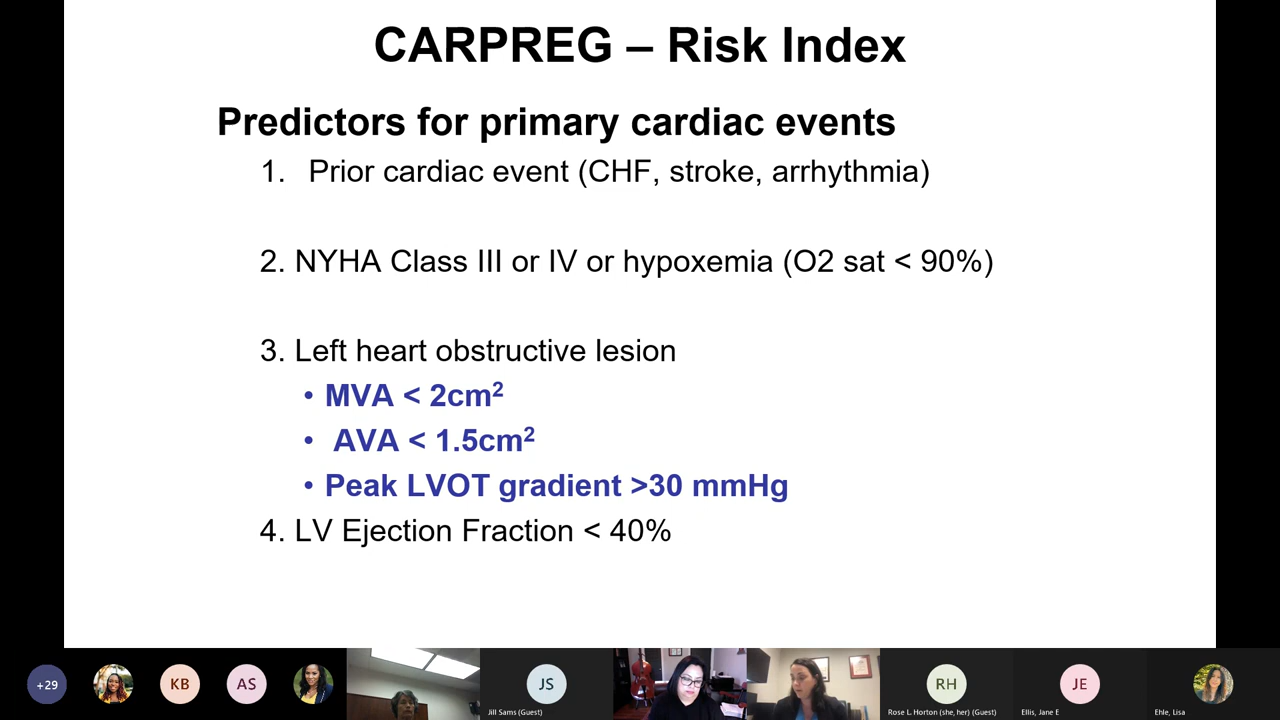 CARPREG – Risk Index
Predictors for primary cardiac events
1. Prior cardiac event (CHF, stroke, arrhythmia)
2. NYHA Class III or IV or hypoxemia (O2 sat < 90%)
3. Left heart obstructive lesion
• MVA < 2cm²
• AVA < 1.5cm²
• Peak LVOT gradient >30 mmHg
4. LV Ejection Fraction < 40%
+29
KB
AS
JS
Jill Sams (Guest)
RH
Rose L. Horton (she, her) (Guest)
JE
Ellis, Jane E
Ehle, Lisa